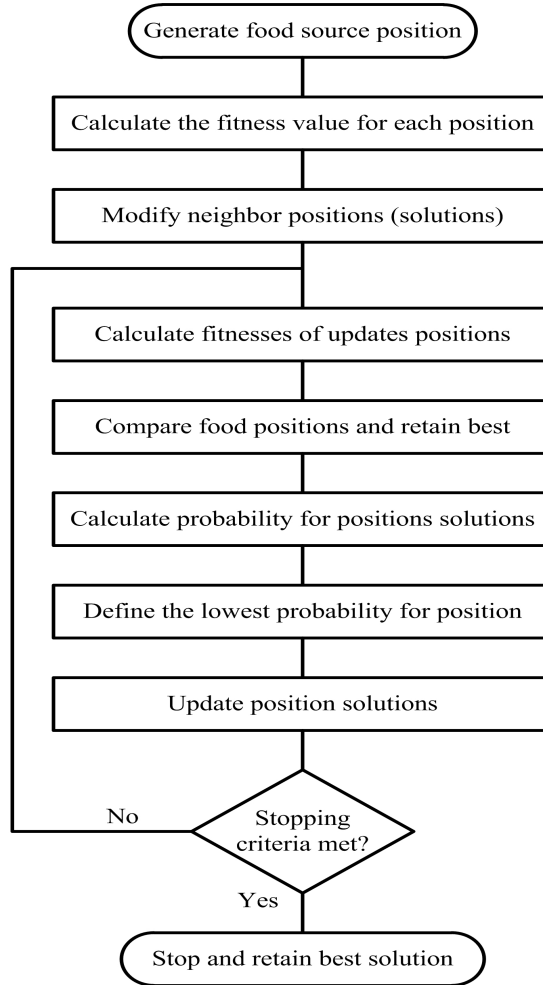 Generate food source position
Calculate the fitness value for each position
Modify neighbor positions (solutions)
Calculate fitnesses of updates positions
Compare food positions and retain best
Calculate probability for positions solutions
Define the lowest probability for position
Update position solutions
No
Stopping
criteria met?
Yes
Stop and retain best solution